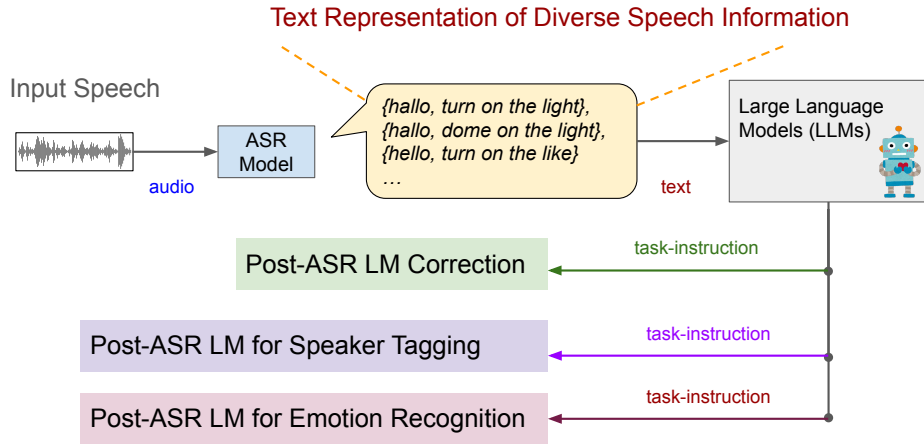 Text Representation of Diverse Speech Information
Input Speech
ASR
Model
audio
{hallo, turn on the light},
{hallo, dome on the light},
{hello, turn on the like}
…
text
Large Language
Models (LLMs)
Post-ASR LM Correction
task-instruction
Post-ASR LM for Speaker Tagging
task-instruction
Post-ASR LM for Emotion Recognition
task-instruction